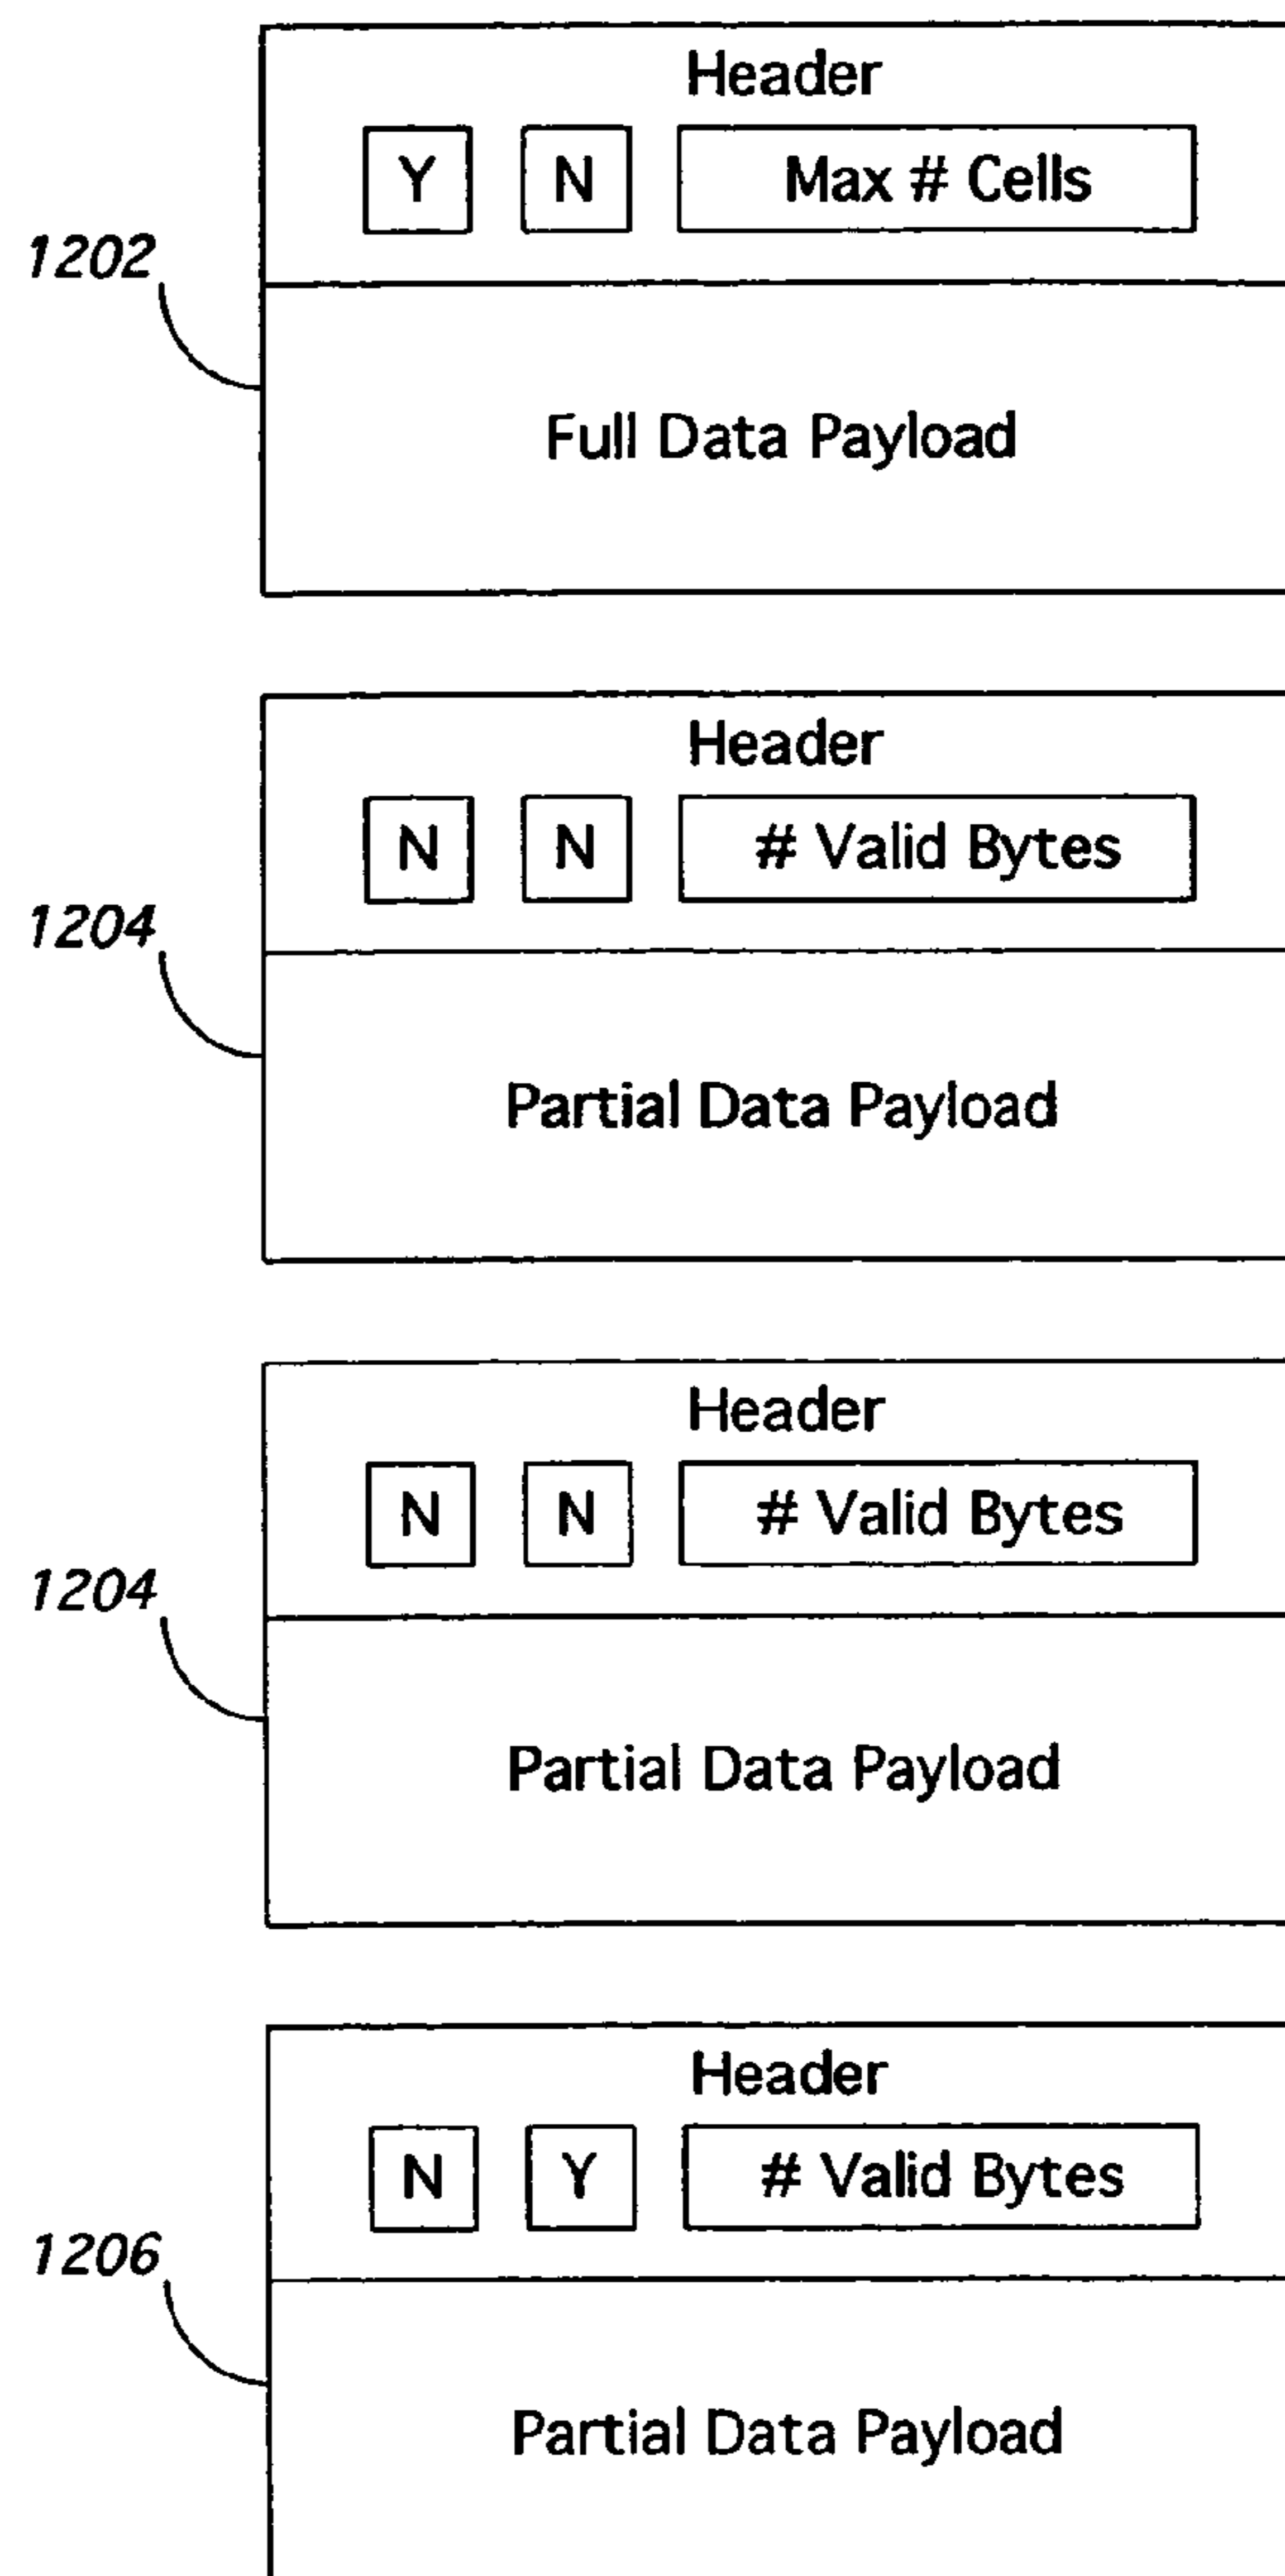 Header
Y N Max # Cells
1202
Full Data Payload
Header
N N # Valid Bytes
1204
Partial Data Payload
Header
N N # Valid Bytes
1204
Partial Data Payload
Header
N Y # Valid Bytes
1206
Partial Data Payload